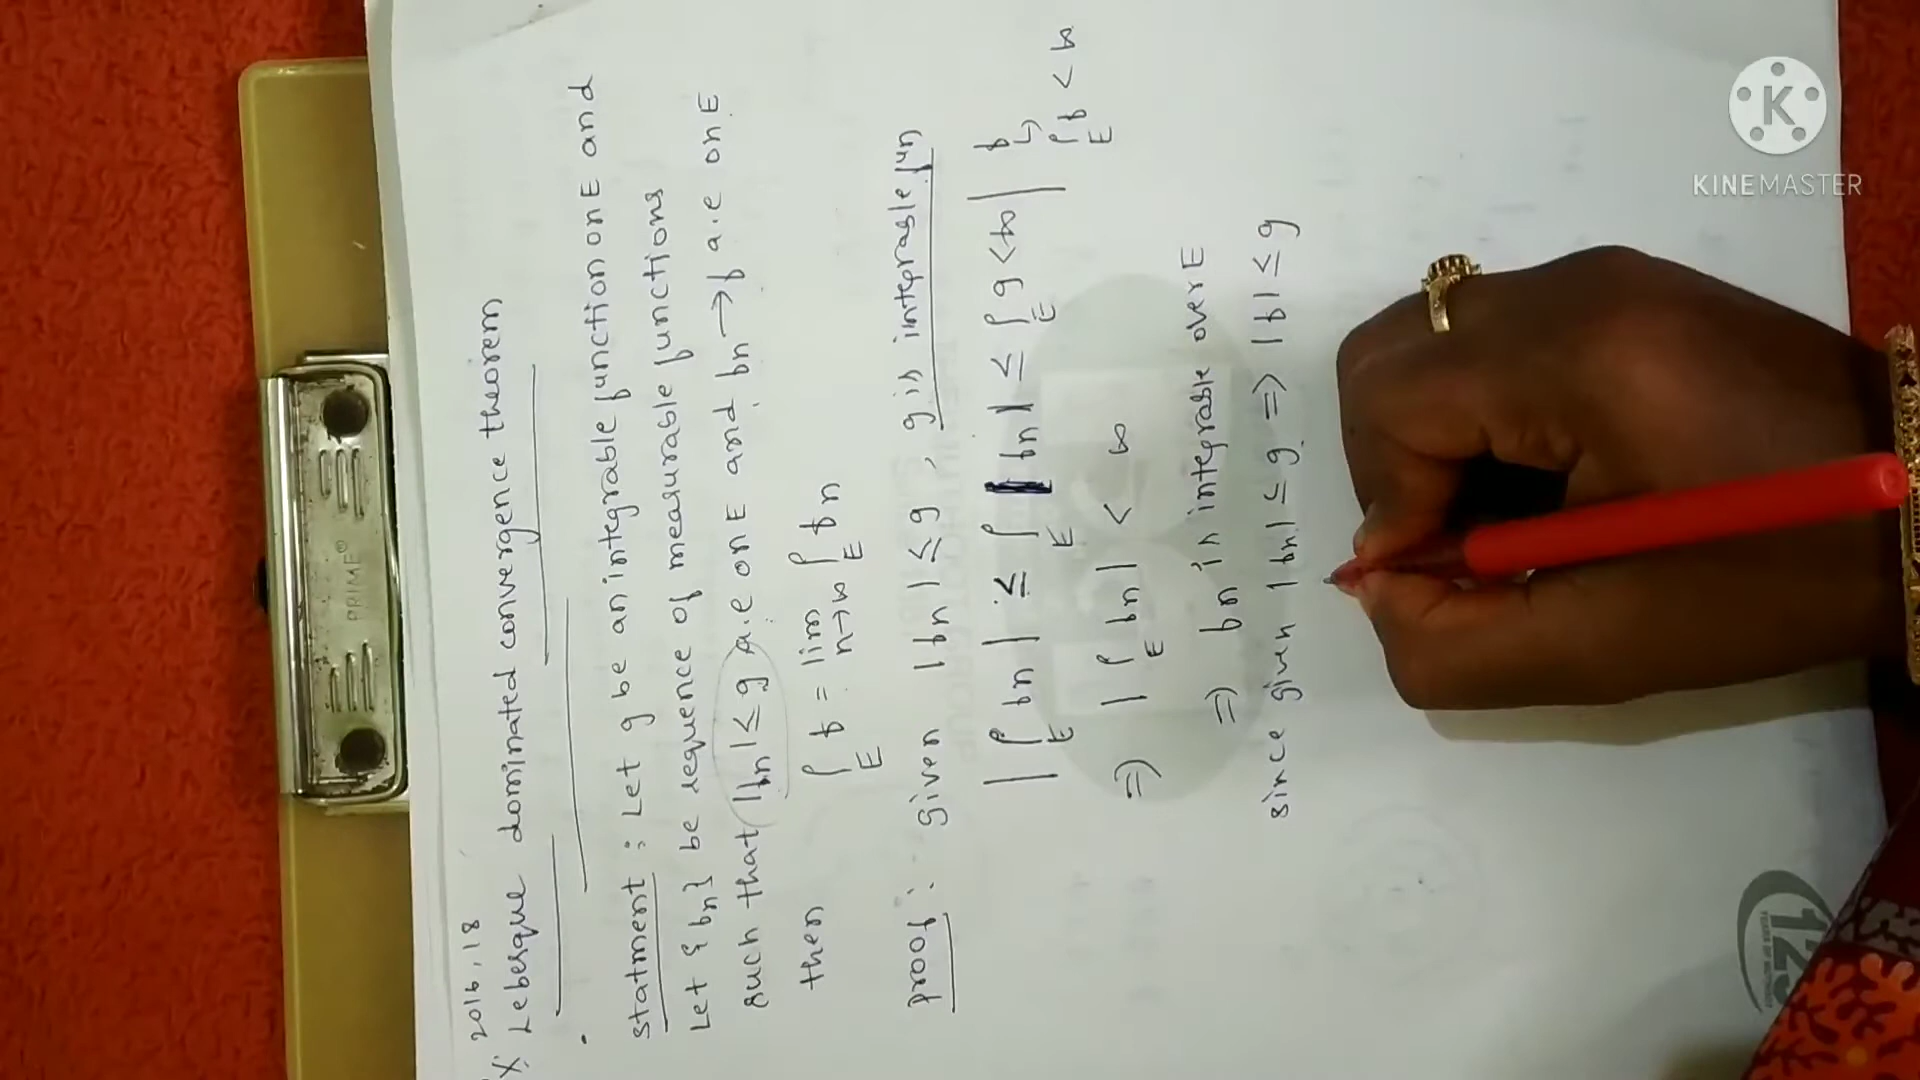 2016, 18
X: Lebesgue dominated convergence theorem
statment : Let g be an integrable function on E and
Let {fn} be sequence of measurable functions
such that |fn| ≤ g a.e on E and fn → f a.e on E
then ∫E f = lim n→∞ ∫E fn
proof : given |fn| ≤ g , g is integrable fun
|∫E fn| ≤ ∫E |fn| ≤ ∫E g < ∞ | f ↳ ∫E f < ∞
⇒ |∫E fn| < ∞
⇒ fn is integrable over E
since given |fn| ≤ g ⇒ |f| ≤ g
PRIME®
K
KINEMASTER